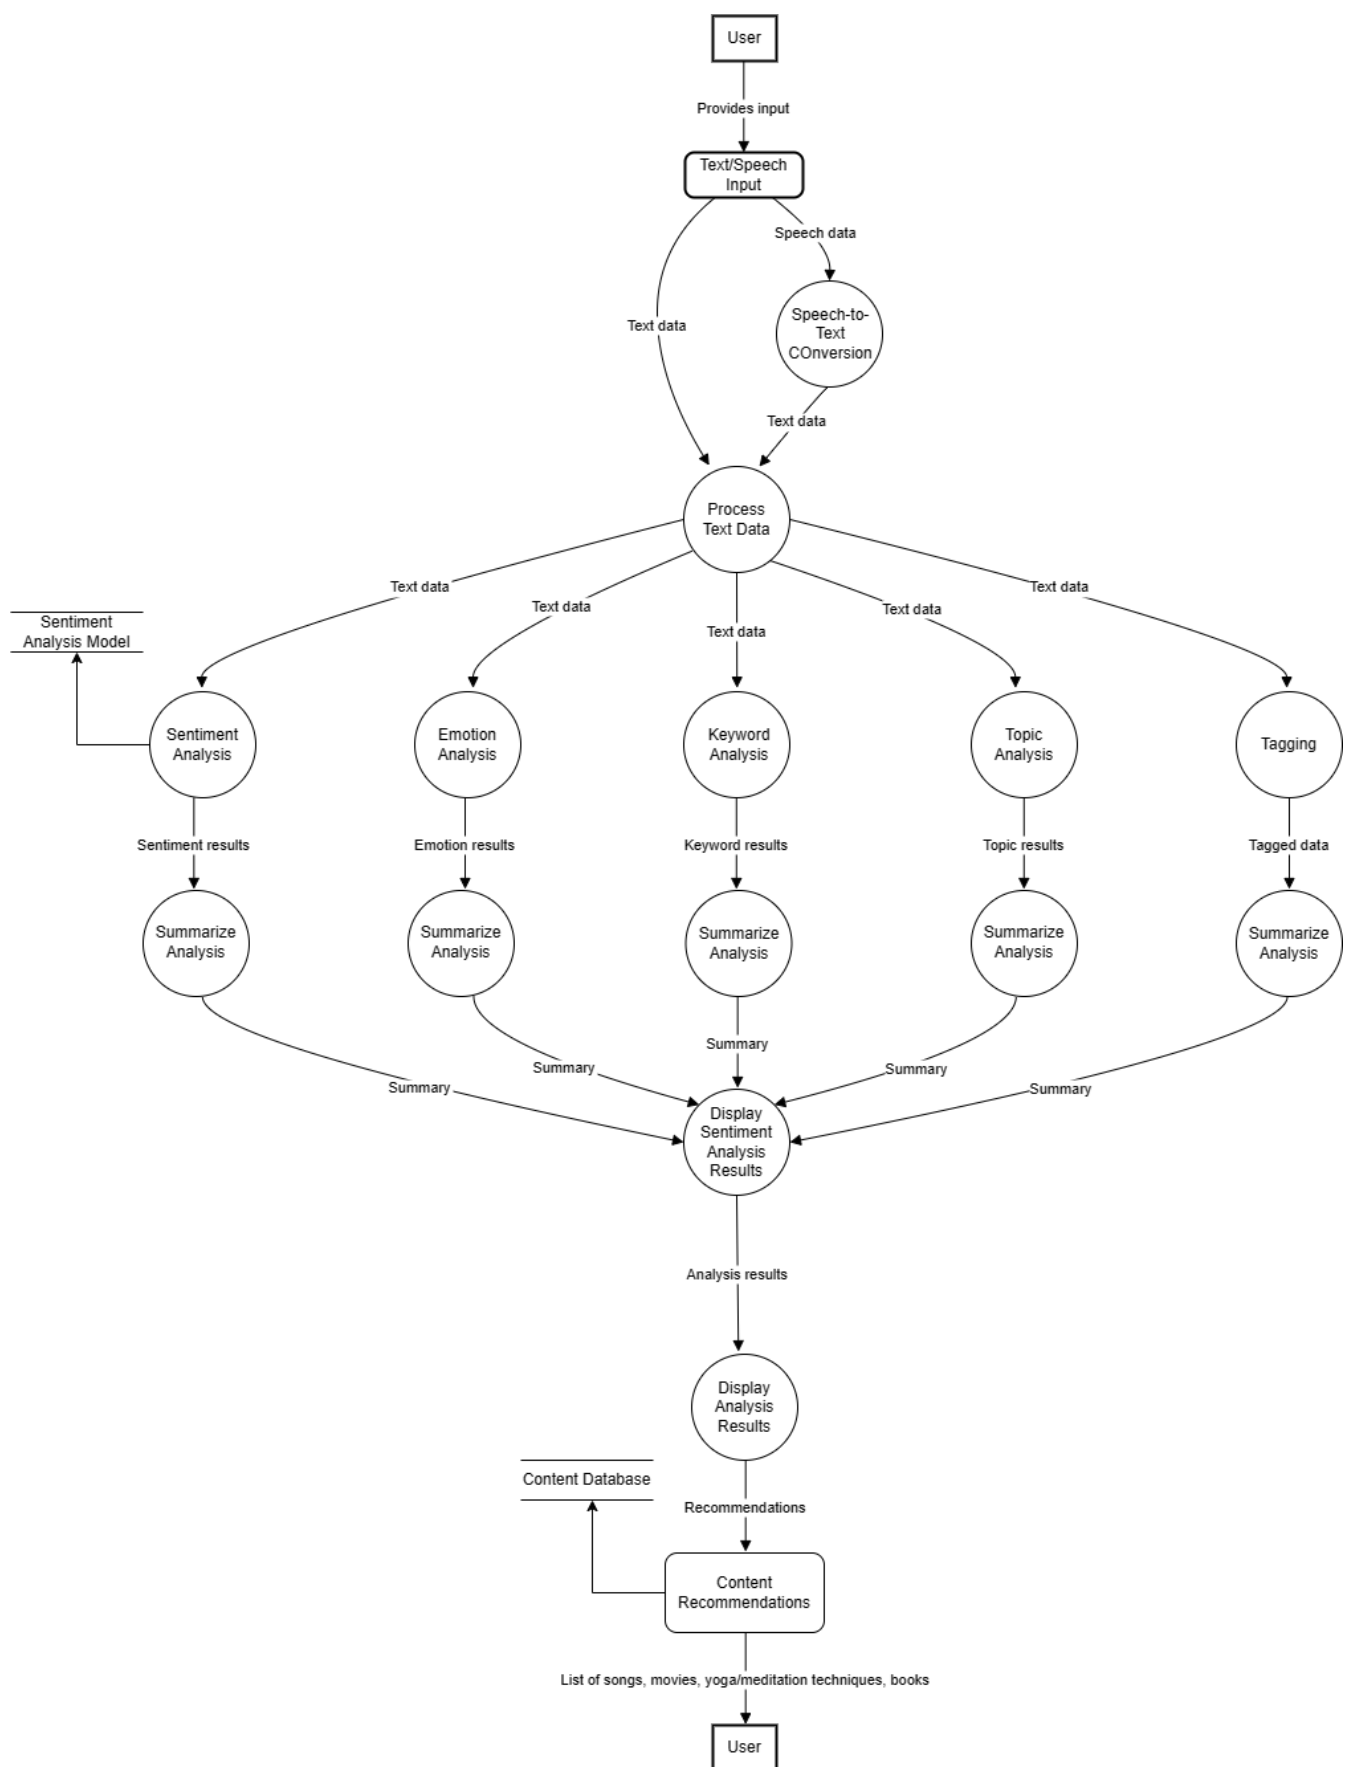 User
Provides input
Text/Speech
Input
Speech data
Text data
Speech-to-
Text
COnversion
Text data
Process
Text Data
Text data
Text data
Text data
Text data
Text data
Sentiment
Analysis Model
Sentiment
Analysis
Emotion
Analysis
Keyword
Analysis
Topic
Analysis
Tagging
Sentiment results
Emotion results
Keyword results
Topic results
Tagged data
Summarize
Analysis
Summarize
Analysis
Summarize
Analysis
Summarize
Analysis
Summarize
Analysis
Summary
Summary
Summary
Summary
Summary
Display
Sentiment
Analysis
Results
Analysis results
Display
Analysis
Results
Content Database
Recommendations
Content
Recommendations
List of songs, movies, yoga/meditation techniques, books
User